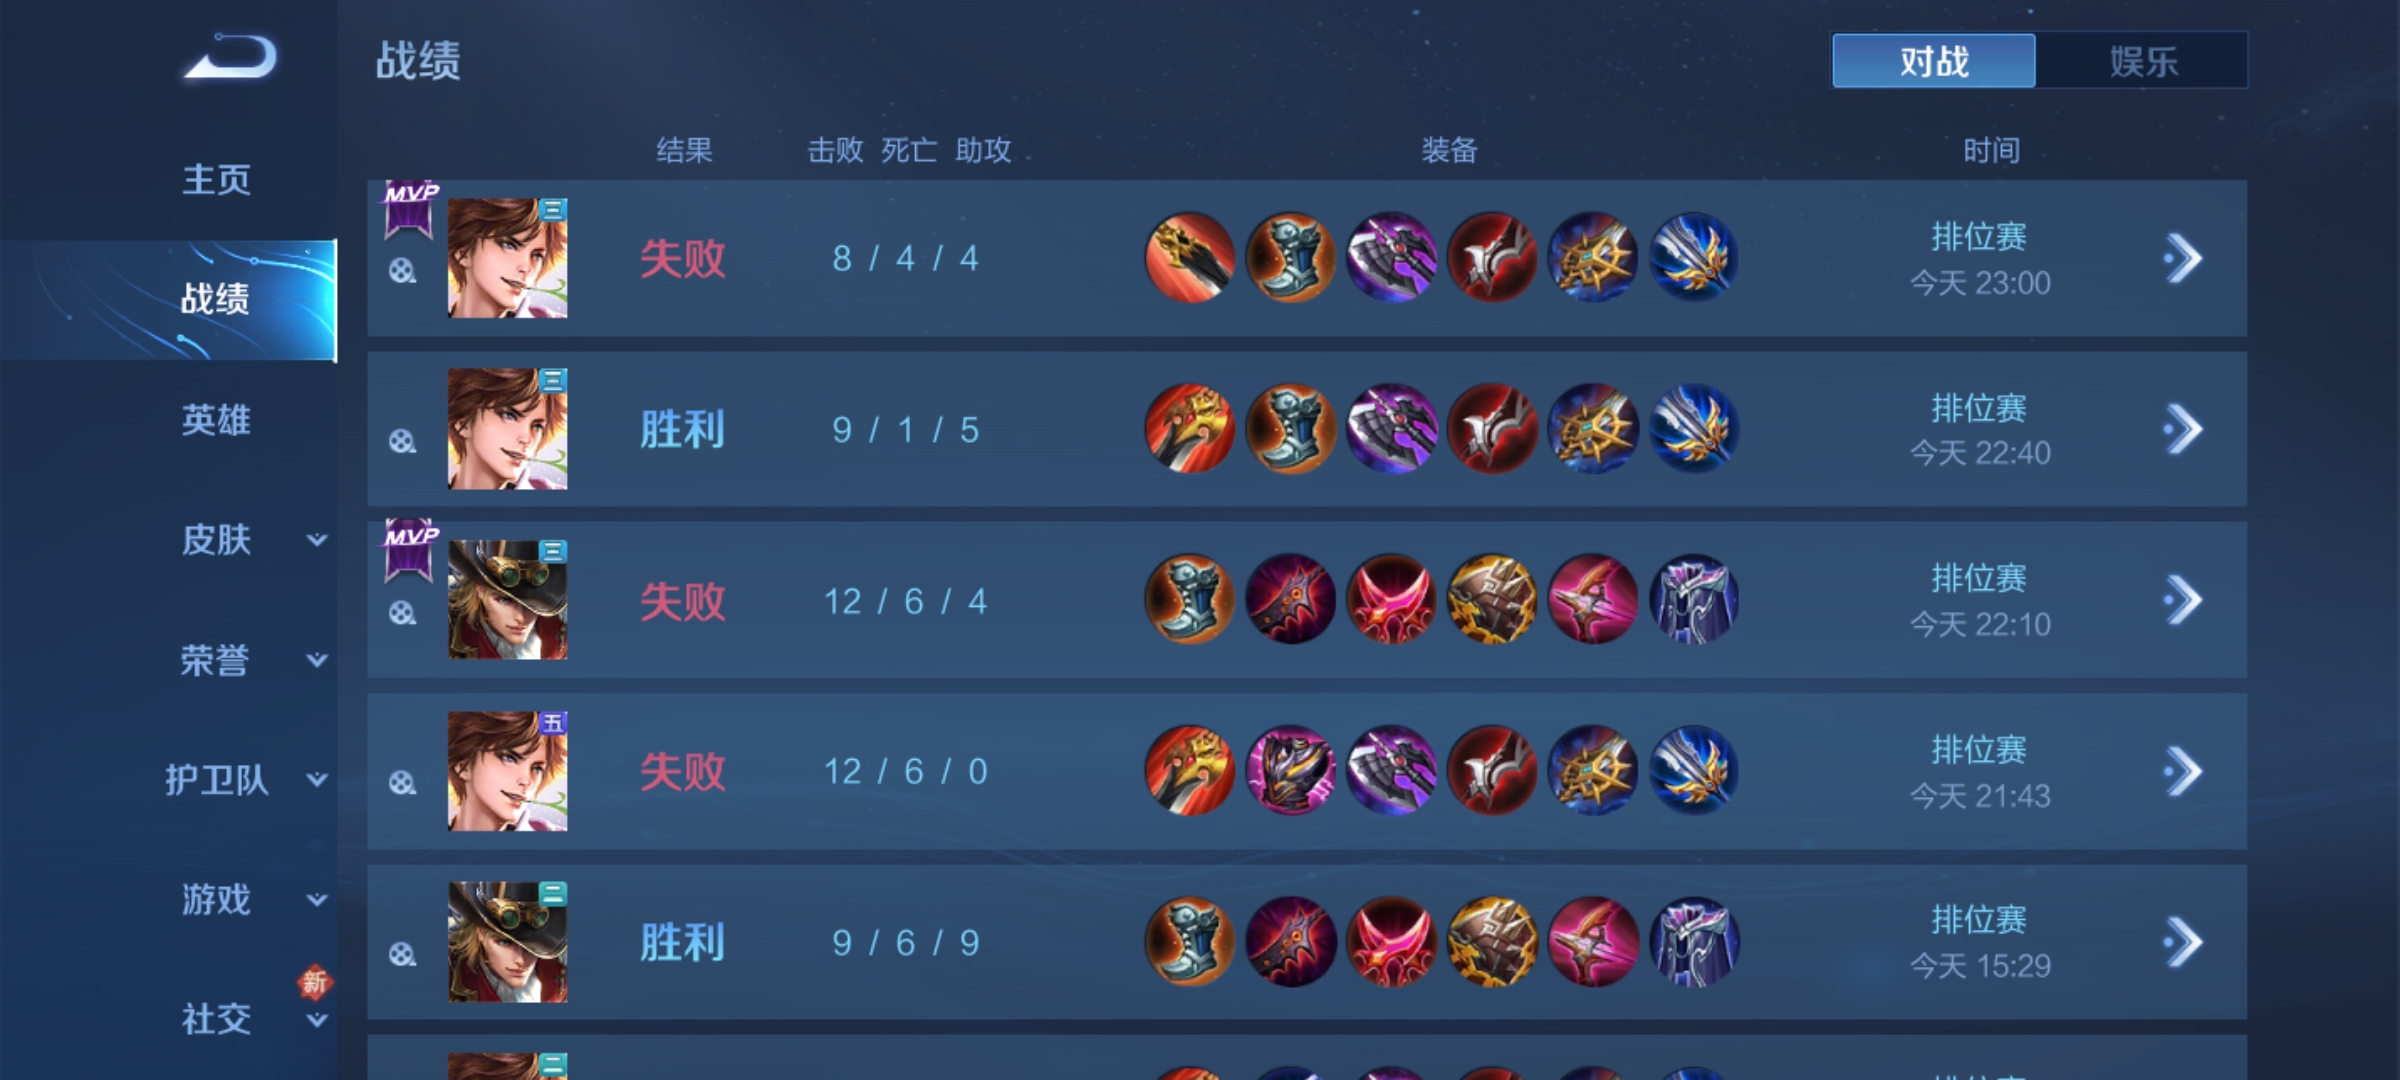 战绩
对战 娱乐
主页
战绩
英雄
皮肤
荣誉
护卫队
游戏
新
社交
结果 击败 死亡 助攻 装备 时间
MVP
三
失败 8 / 4 / 4 排位赛
今天 23:00
三
胜利 9 / 1 / 5 排位赛
今天 22:40
MVP
三
失败 12 / 6 / 4 排位赛
今天 22:10
五
失败 12 / 6 / 0 排位赛
今天 21:43
二
胜利 9 / 6 / 9 排位赛
今天 15:29
二